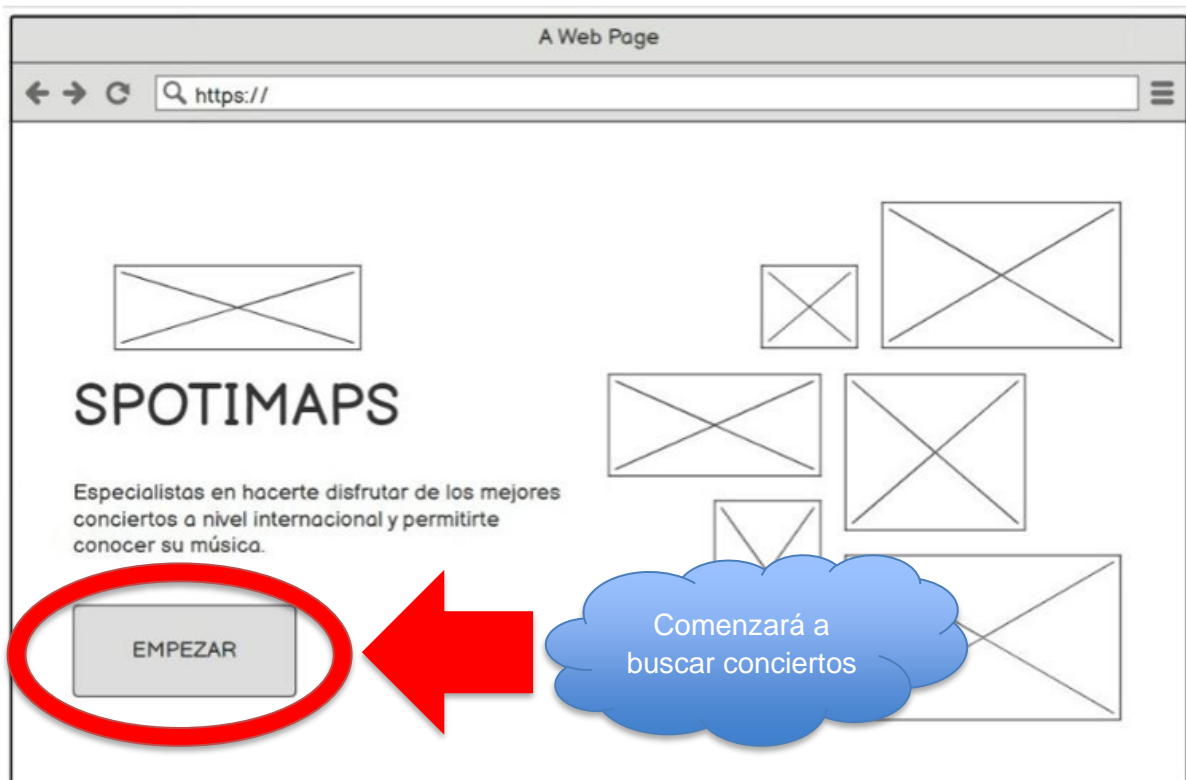 A Web Page
https://
SPOTIMAPS
Especialistas en hacerte disfrutar de los mejores
conciertos a nivel internacional y permitirte
conocer su música.
EMPEZAR
Comenzará a
buscar conciertos